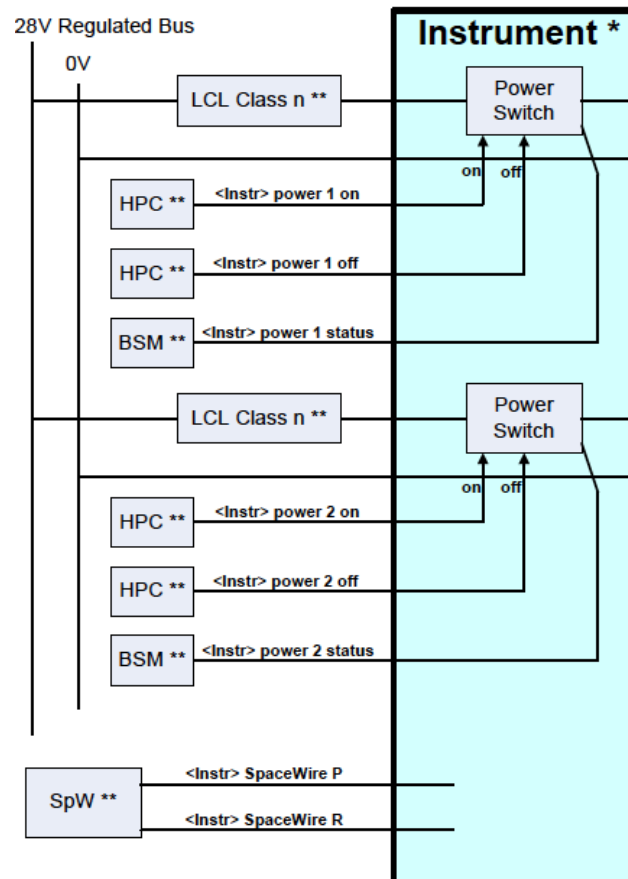 28V Regulated Bus
0V
Instrument *
LCL Class n **
Power
Switch
on off
HPC **
<Instr> power 1 on
HPC **
<Instr> power 1 off
BSM **
<Instr> power 1 status
LCL Class n **
Power
Switch
on off
HPC **
<Instr> power 2 on
HPC **
<Instr> power 2 off
BSM **
<Instr> power 2 status
SpW **
<Instr> SpaceWire P
<Instr> SpaceWire R